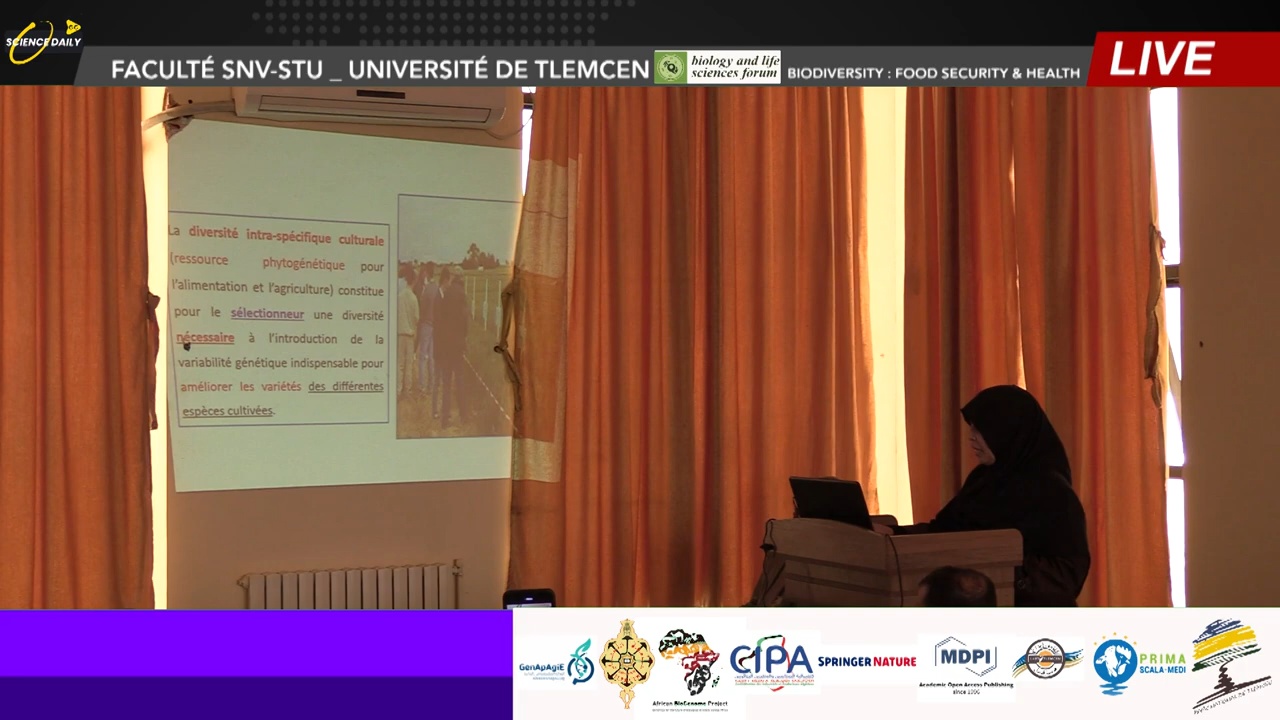 SCIENCE DAILY
FACULTÉ SNV-STU _ UNIVERSITÉ DE TLEMCEN
biology and life
sciences forum
BIODIVERSITY : FOOD SECURITY & HEALTH
LIVE
La diversité intra-spécifique culturale
(ressource phytogénétique pour
l'alimentation et l'agriculture) constitue
pour le sélectionneur une diversité
nécessaire à l'introduction de la
variabilité génétique indispensable pour
améliorer les variétés des différentes
espèces cultivées.
GenApAgiE
African BioGenome Project
CIPA
SPRINGER NATURE
MDPI
Academic Open Access Publishing
since 1996
PRIMA
SCALA-MEDI